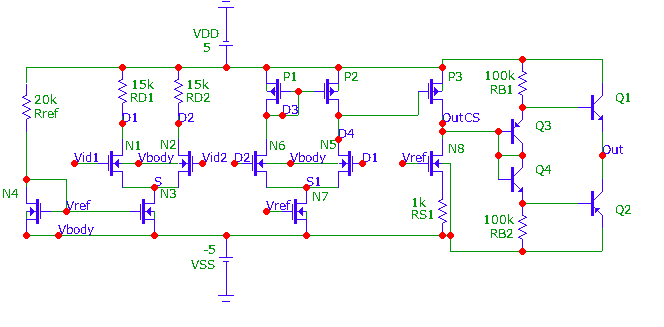 VDD
5
15k
RD1
15k
RD2
P1
P2
P3
100k
RB1
Q1
20k
Rref
D1
D2
D3
OutCS
Q3
N1
N2
N6
N5
D4
N8
Out
Vid1
Vbody
Vid2
D2
Vbody
D1
Vref
Q4
N4
S
N3
S1
N7
1k
RS1
Q2
Vref
Vref
100k
RB2
Vbody
-5
VSS